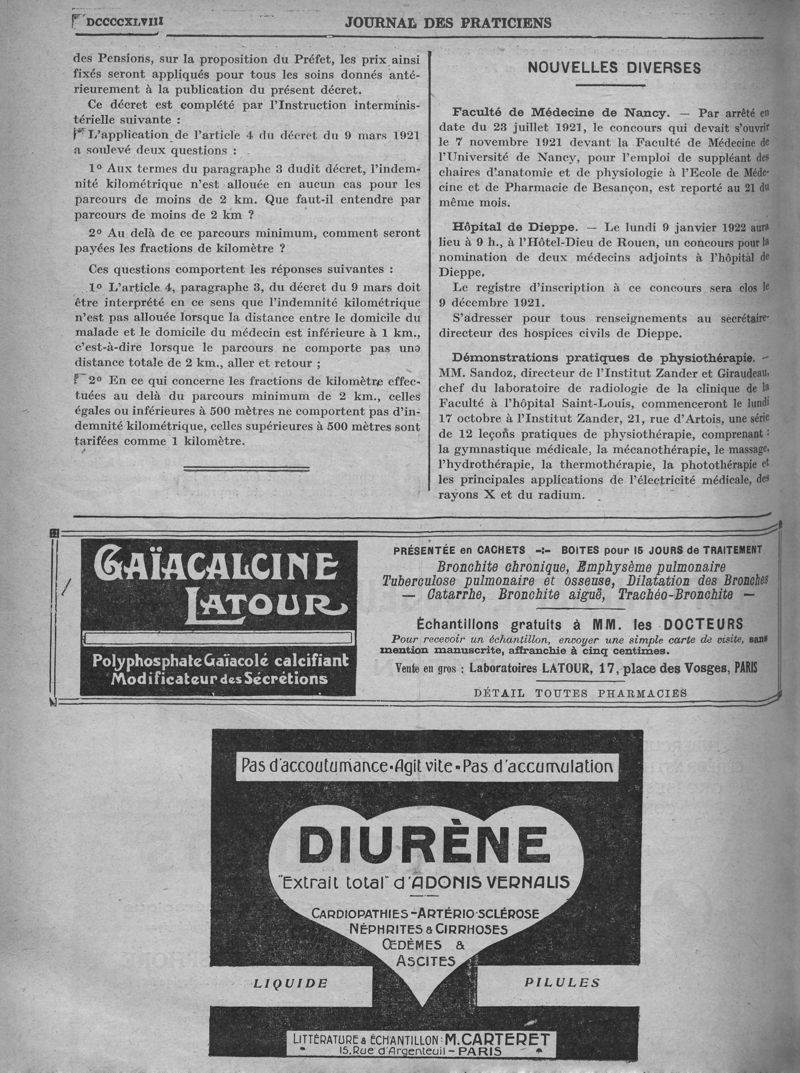 DCCCCXLVIII
JOURNAL DES PRATICIENS
des Pensions, sur la proposition du Préfet, les prix ainsi
fixés seront appliqués pour tous les soins donnés anté-
rieurement à la publication du présent décret.
Ce décret est complété par l'Instruction interminis-
térielle suivante :
L'application de l'article 4 du décret du 9 mars 1921
a soulevé deux questions :
1º Aux termes du paragraphe 3 dudit décret, l'indem-
nité kilométrique n'est allouée en aucun cas pour les
parcours de moins de 2 km. Que faut-il entendre par
parcours de moins de 2 km ?
2º Au delà de ce parcours minimum, comment seront
payées les fractions de kilomètre ?
Ces questions comportent les réponses suivantes :
1º L'article 4, paragraphe 3, du décret du 9 mars doit
être interprété en ce sens que l'indemnité kilométrique
n'est pas allouée lorsque la distance entre le domicile du
malade et le domicile du médecin est inférieure à 1 km.,
c'est-à-dire lorsque le parcours ne comporte pas une
distance totale de 2 km., aller et retour ;
2º En ce qui concerne les fractions de kilomètre effec-
tuées au delà du parcours minimum de 2 km., celles
égales ou inférieures à 500 mètres ne comportent pas d'in-
demnité kilométrique, celles supérieures à 500 mètres sont
tarifées comme 1 kilomètre.
NOUVELLES DIVERSES
Faculté de Médecine de Nancy. — Par arrêté en
date du 23 juillet 1921, le concours qui devait s'ouvrir
le 7 novembre 1921 devant la Faculté de Médecine de
l'Université de Nancy, pour l'emploi de suppléant des
chaires d'anatomie et de physiologie à l'Ecole de Méde-
cine et de Pharmacie de Besançon, est reporté au 21 du
même mois.
Hôpital de Dieppe. — Le lundi 9 janvier 1922 aura
lieu à 9 h., à l'Hôtel-Dieu de Rouen, un concours pour la
nomination de deux médecins adjoints à l'hôpital de
Dieppe.
Le registre d'inscription à ce concours sera clos le
9 décembre 1921.
S'adresser pour tous renseignements au secrétaire-
directeur des hospices civils de Dieppe.
Démonstrations pratiques de physiothérapie. —
MM. Sandoz, directeur de l'Institut Zander et Giraudeau,
chef du laboratoire de radiologie de la clinique de la
Faculté à l'hôpital Saint-Louis, commenceront le lundi
17 octobre à l'Institut Zander, 21, rue d'Artois, une série
de 12 leçons pratiques de physiothérapie, comprenant :
la gymnastique médicale, la mécanothérapie, le massage,
l'hydrothérapie, la thermothérapie, la photothérapie et
les principales applications de l'électricité médicale, des
rayons X et du radium.
GAÏACALCINE
LATOUR
Polyphosphate Gaïacolé calcifiant
Modificateur des Sécrétions
PRÉSENTÉE en CACHETS -:- BOITES pour 15 JOURS de TRAITEMENT
Bronchite chronique, Emphysème pulmonaire
Tuberculose pulmonaire et osseuse, Dilatation des Bronches
— Catarrhe, Bronchite aiguë, Trachéo-Bronchite —
Échantillons gratuits à MM. les DOCTEURS
Pour recevoir un échantillon, envoyer une simple carte de visite, sans
mention manuscrite, affranchie à cinq centimes.
Vente en gros : Laboratoires LATOUR, 17, place des Vosges, PARIS
DÉTAIL TOUTES PHARMACIES
Pas d'accoutumance - Agit vite - Pas d'accumulation
DIURÈNE
"Extrait total" d'ADONIS VERNALIS
CARDIOPATHIES - ARTÉRIO-SCLÉROSE
NÉPHRITES & CIRRHOSES
ŒDÈMES &
ASCITES
LIQUIDE
PILULES
LITTÉRATURE & ÉCHANTILLON : M. CARTERET
15, Rue d'Argenteuil - PARIS